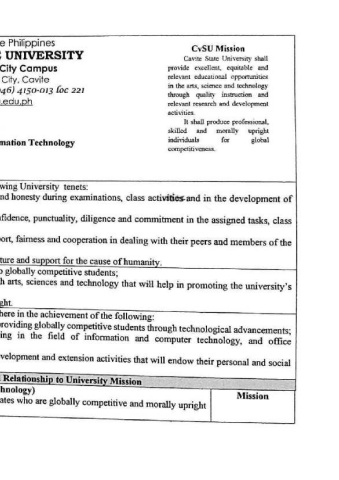 e Philippines
E UNIVERSITY
City Campus
City, Cavite
046) 4150-013 loc 221
u.edu.ph
mation Technology
CvSU Mission
Cavite State University shall
provide excellent, equitable and
relevant educational opportunities
in the arts, science and technology
through quality instruction and
relevant research and development
activities.
It shall produce professional,
skilled and morally upright
individuals for global
competitiveness.
wing University tenets:
nd honesty during examinations, class activities and in the development of
nfidence, punctuality, diligence and commitment in the assigned tasks, class
ort, fairness and cooperation in dealing with their peers and members of the
ture and support for the cause of humanity.
o globally competitive students;
h arts, sciences and technology that will help in promoting the university's
ght.
here in the achievement of the following:
roviding globally competitive students through technological advancements;
ing in the field of information and computer technology, and office
velopment and extension activities that will endow their personal and social
Relationship to University Mission
hnology)
Mission
ates who are globally competitive and morally upright